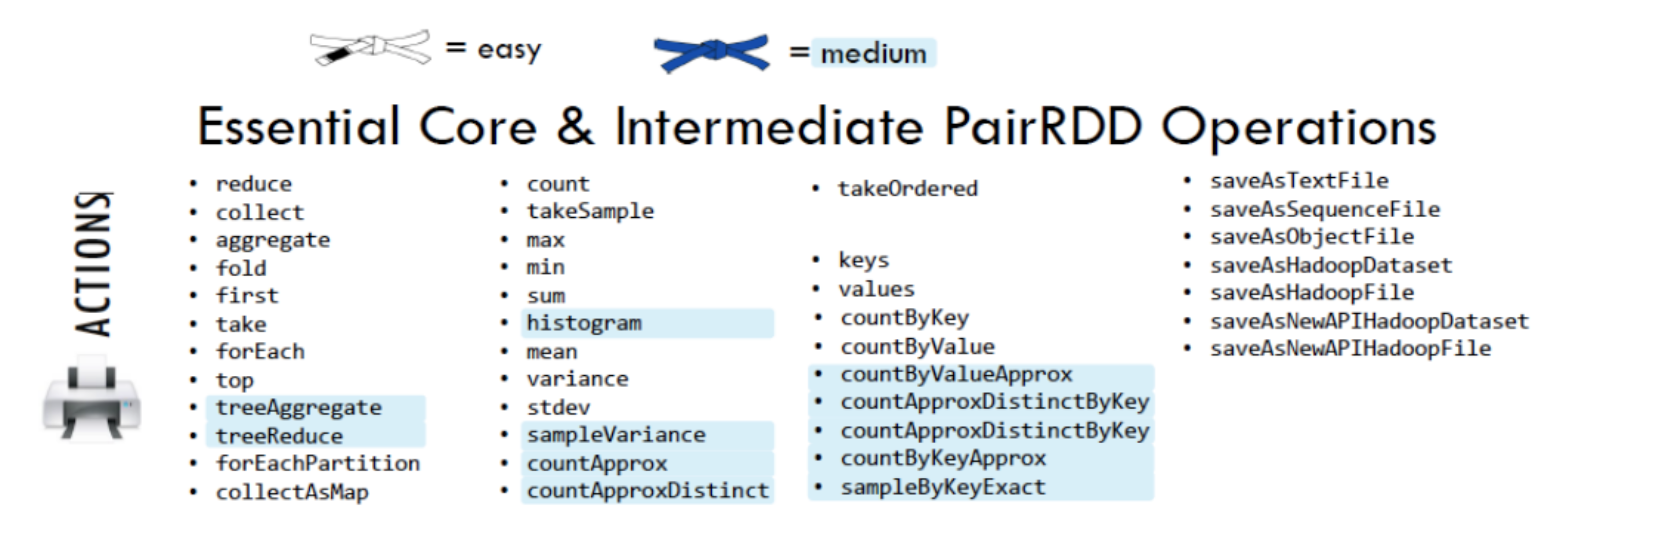 = easy
= medium
Essential Core & Intermediate PairRDD Operations
ACTIONS
• reduce
• collect
• aggregate
• fold
• first
• take
• forEach
• top
• treeAggregate
• treeReduce
• forEachPartition
• collectAsMap
• count
• takeSample
• max
• min
• sum
• histogram
• mean
• variance
• stdev
• sampleVariance
• countApprox
• countApproxDistinct
• takeOrdered
• keys
• values
• countByKey
• countByValue
• countByValueApprox
• countApproxDistinctByKey
• countApproxDistinctByKey
• countByKeyApprox
• sampleByKeyExact
• saveAsTextFile
• saveAsSequenceFile
• saveAsObjectFile
• saveAsHadoopDataset
• saveAsHadoopFile
• saveAsNewAPIHadoopDataset
• saveAsNewAPIHadoopFile